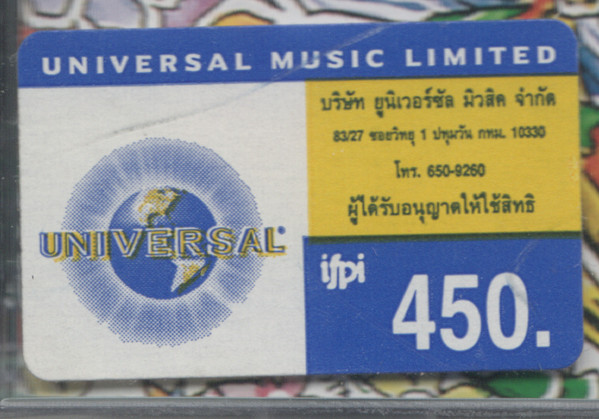 UNIVERSAL MUSIC LIMITED
บริษัท ยูนิเวอร์ซัล มิวสิค จำกัด
83/27 ซอยวิทยุ 1 ปทุมวัน กทม. 10330
โทร. 650-9260
ผู้ได้รับอนุญาตให้ใช้สิทธิ
UNIVERSAL®
ifpi
450.